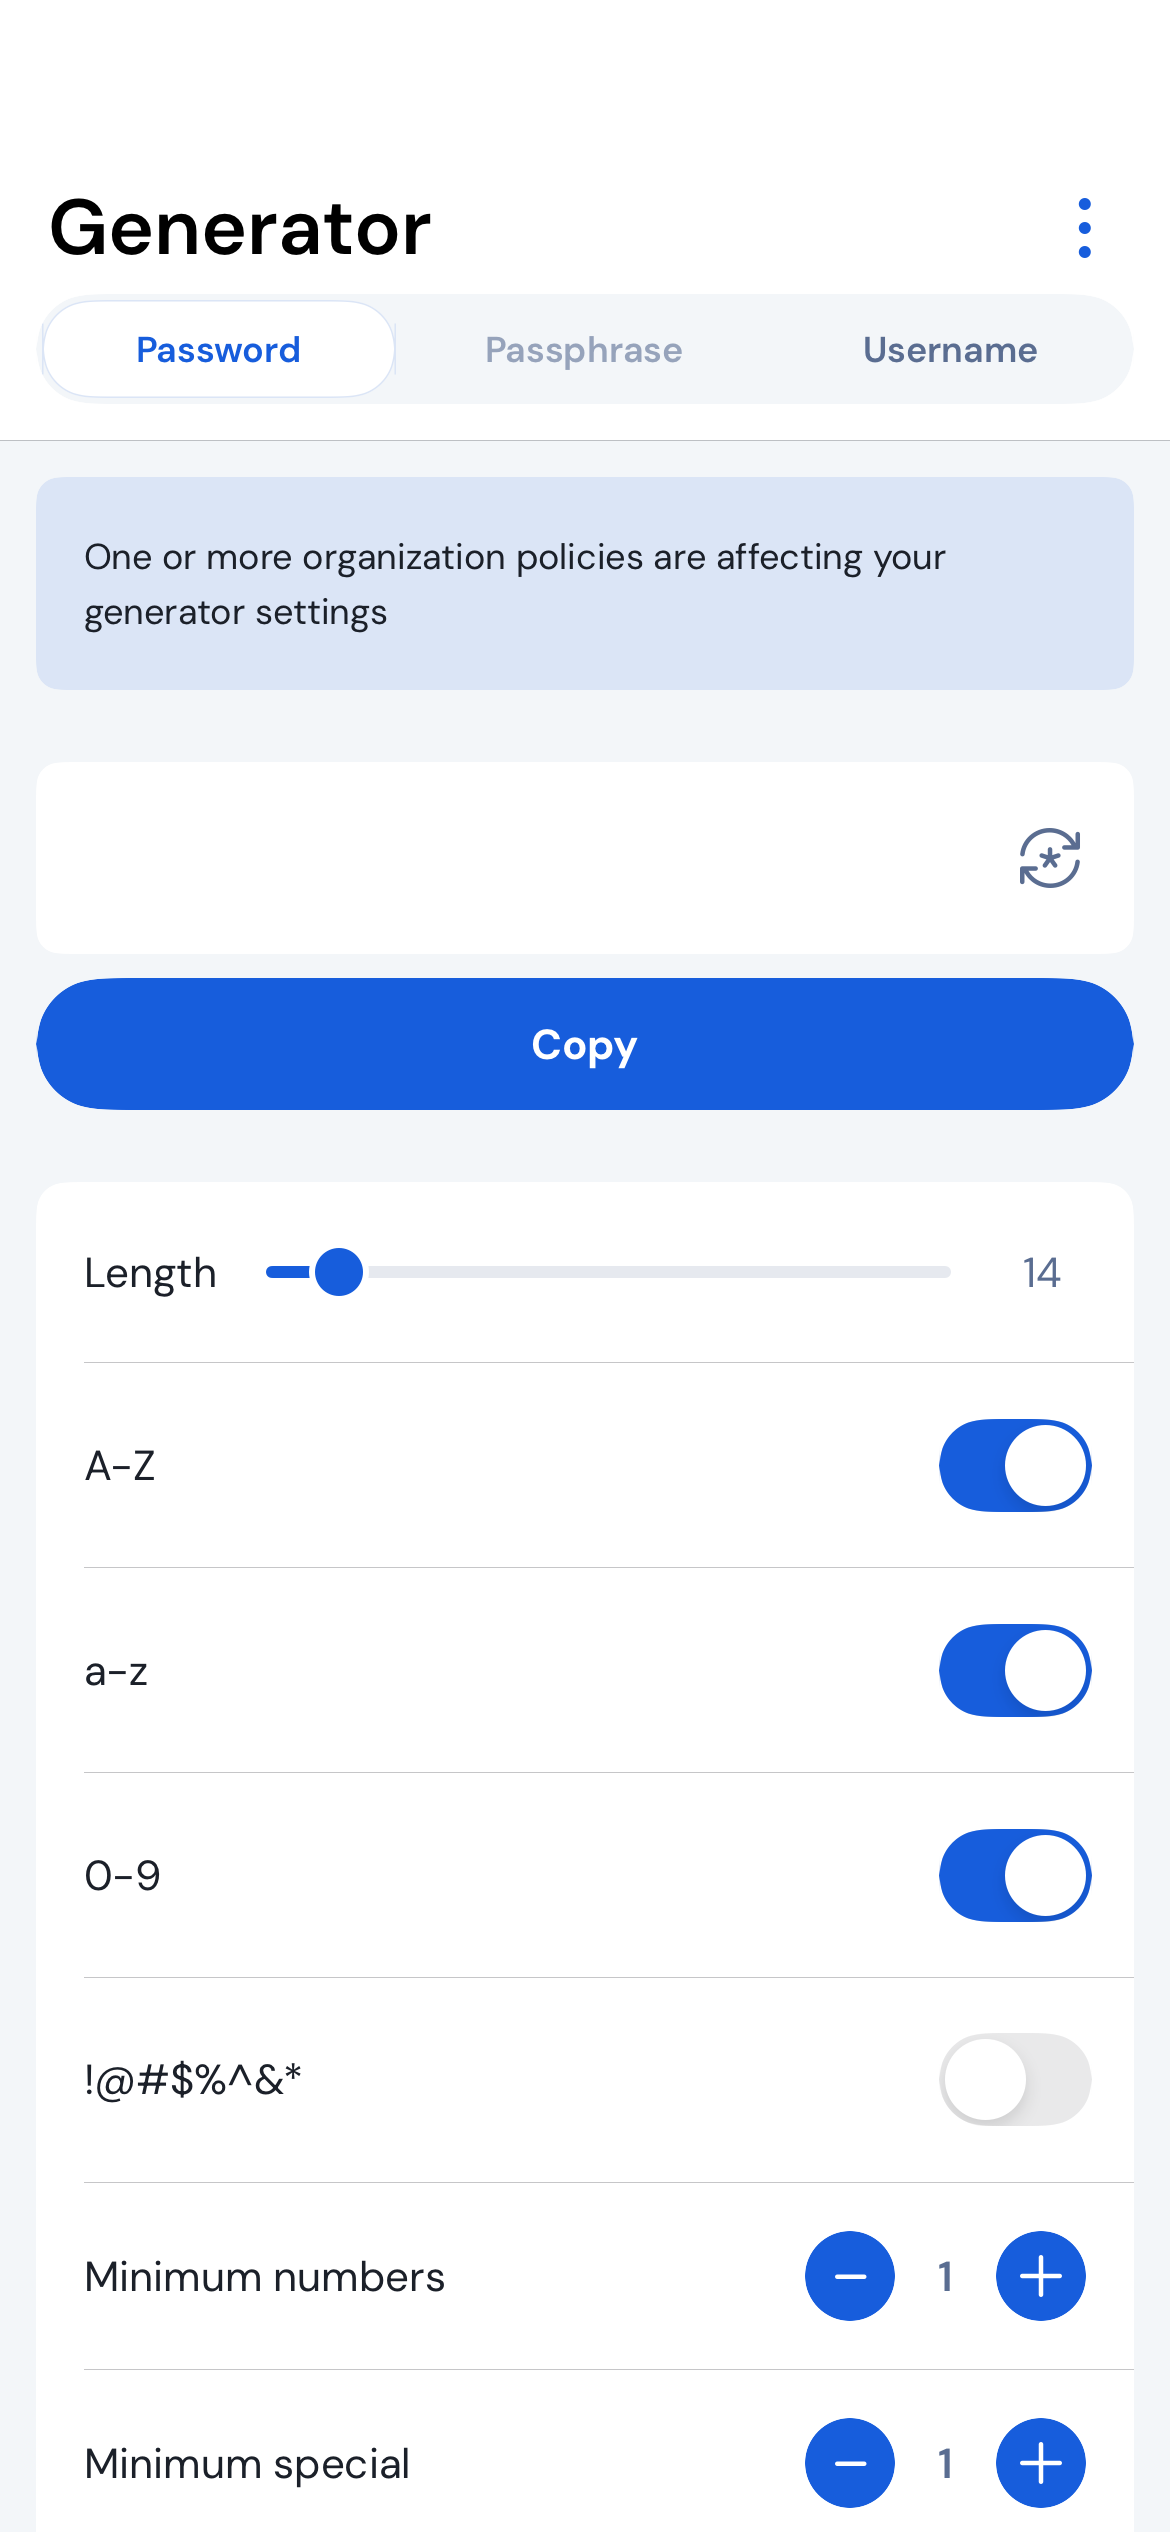 Generator
Password
Passphrase
Username
One or more organization policies are affecting your
generator settings
Copy
Length
14
A-Z
a-z
0-9
!@#$%^&*
Minimum numbers
1
Minimum special
1